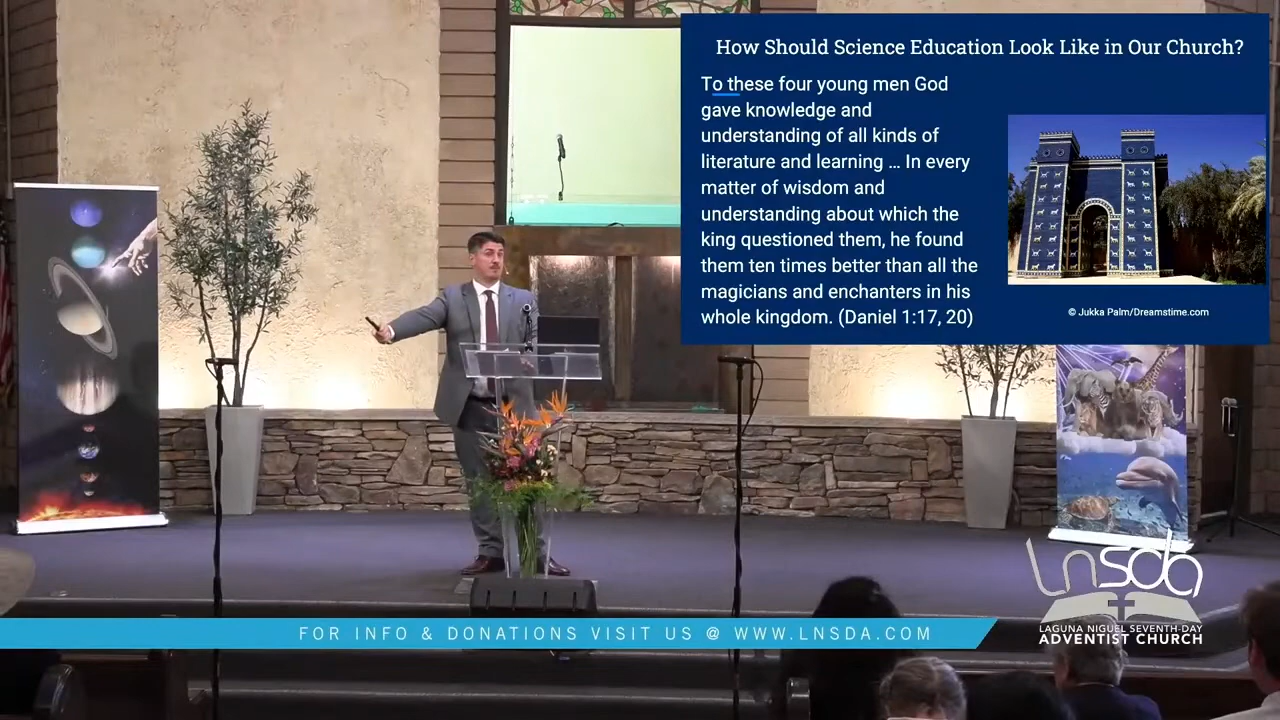 How Should Science Education Look Like in Our Church?
To these four young men God
gave knowledge and
understanding of all kinds of
literature and learning ... In every
matter of wisdom and
understanding about which the
king questioned them, he found
them ten times better than all the
magicians and enchanters in his
whole kingdom. (Daniel 1:17, 20)
© Jukka Palm/Dreamstime.com
Lnsda
LAGUNA NIGUEL SEVENTH-DAY
ADVENTIST CHURCH
FOR INFO & DONATIONS VISIT US @ WWW.LNSDA.COM